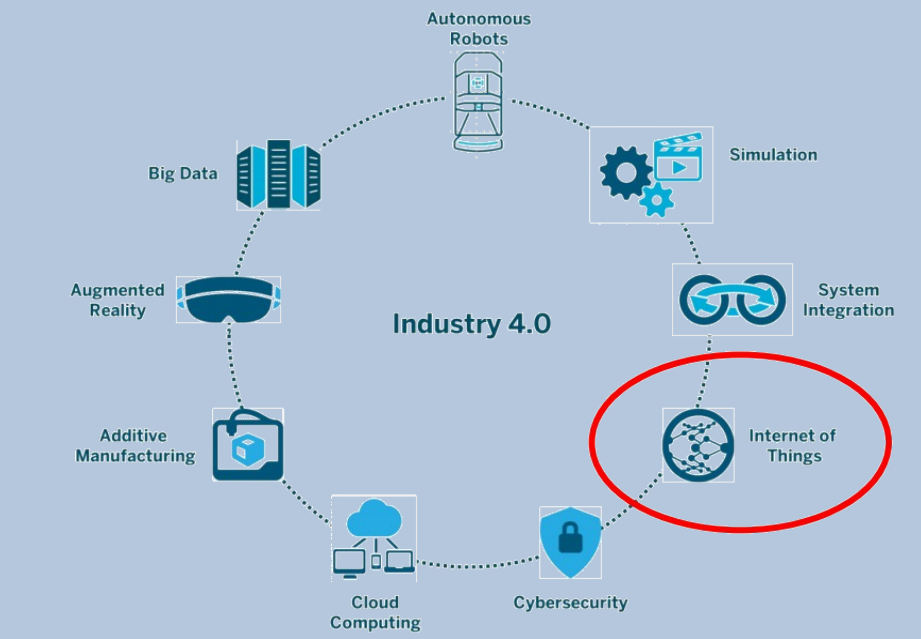 Autonomous
Robots
Simulation
Big Data
System
Integration
Augmented
Reality
Industry 4.0
Internet of
Things
Additive
Manufacturing
Cybersecurity
Cloud
Computing